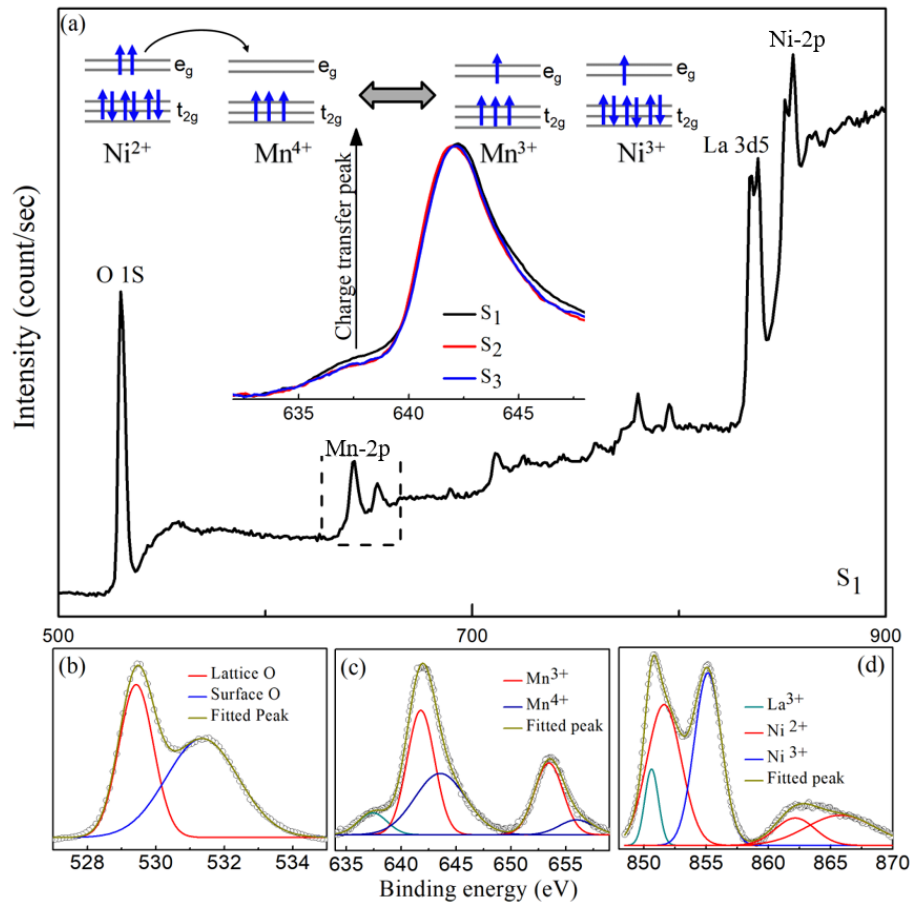 (a)
Ni-2p
e_g e_g e_g e_g
t_2g t_2g t_2g t_2g
Ni²⁺ Mn⁴⁺ Mn³⁺ Ni³⁺
La 3d5
O 1S
Charge transfer peak
S₁
S₂
S₃
635 640 645
Mn-2p
Intensity (count/sec)
S₁
500 700 900
(b)
Lattice O
Surface O
Fitted Peak
528 530 532 534
(c)
Mn³⁺
Mn⁴⁺
Fitted peak
635 640 645 650 655
(d)
La³⁺
Ni ²⁺
Ni ³⁺
Fitted peak
850 855 860 865 870
Binding energy (eV)